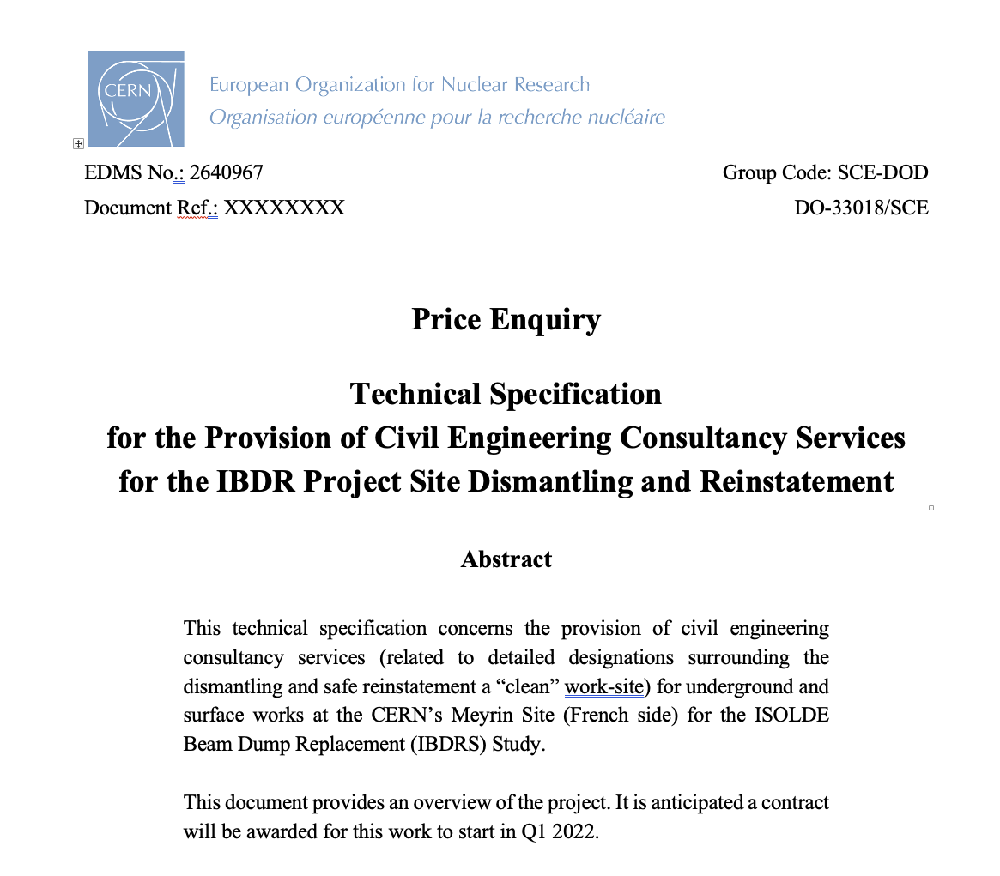 CERN
European Organization for Nuclear Research
Organisation européenne pour la recherche nucléaire
EDMS No.: 2640967
Group Code: SCE-DOD
Document Ref.: XXXXXXXX
DO-33018/SCE
Price Enquiry
Technical Specification
for the Provision of Civil Engineering Consultancy Services
for the IBDR Project Site Dismantling and Reinstatement
Abstract
This technical specification concerns the provision of civil engineering
consultancy services (related to detailed designations surrounding the
dismantling and safe reinstatement a “clean” work-site) for underground and
surface works at the CERN’s Meyrin Site (French side) for the ISOLDE
Beam Dump Replacement (IBDRS) Study.
This document provides an overview of the project. It is anticipated a contract
will be awarded for this work to start in Q1 2022.